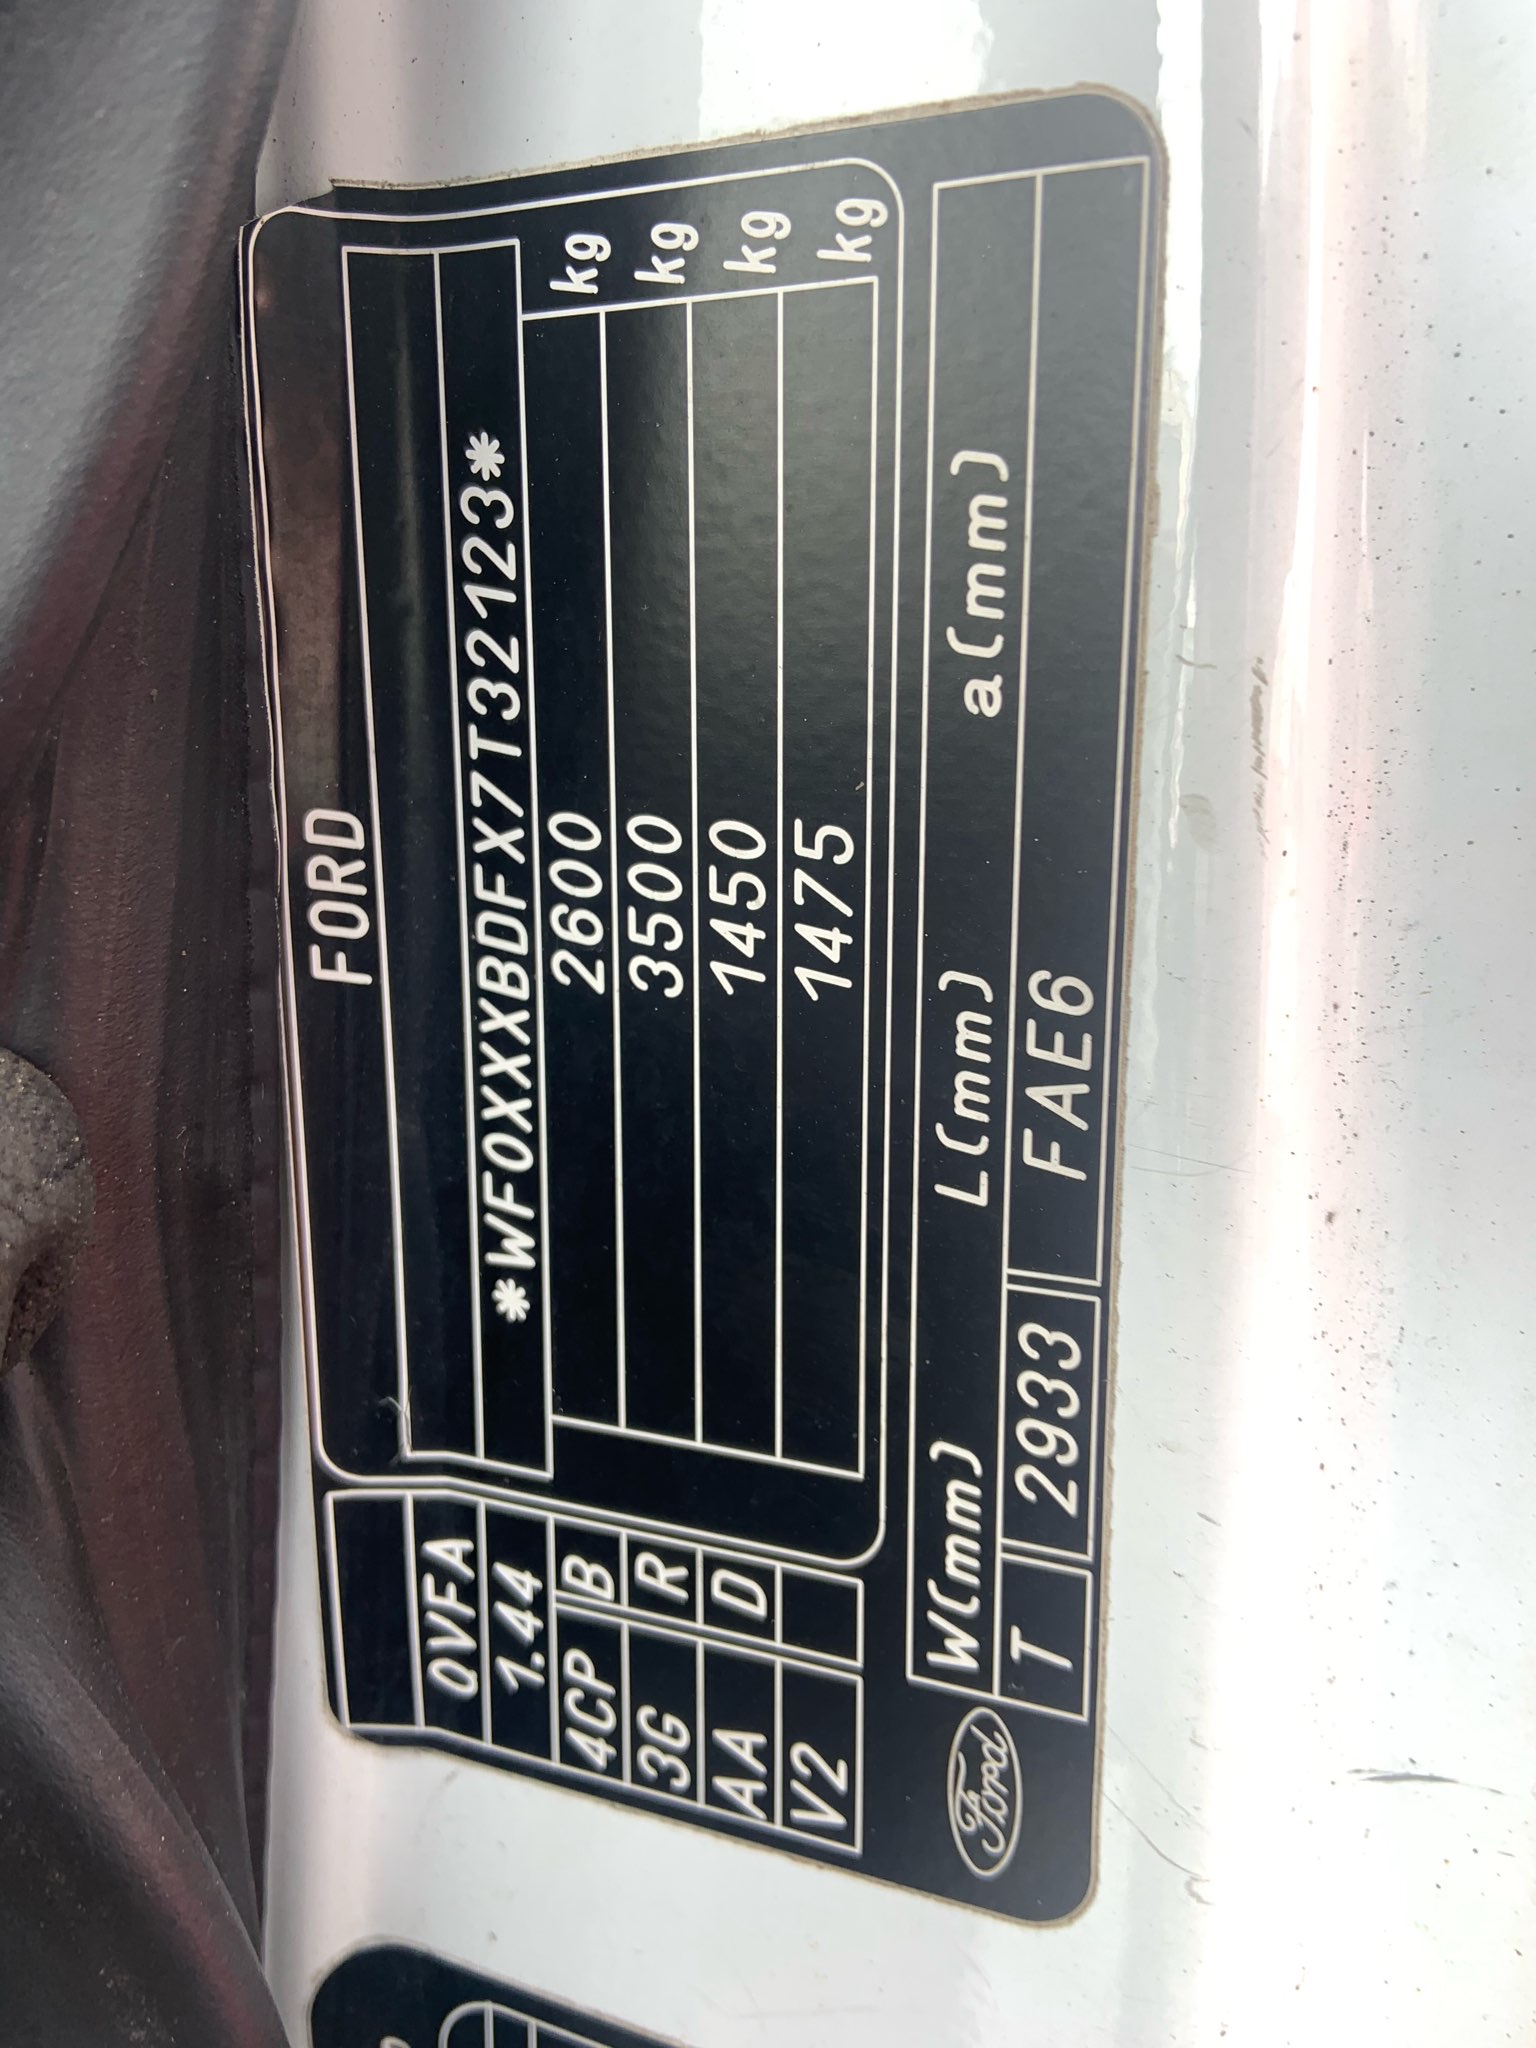 FORD
QVFA
1.44 *WF0XXXBDFX7T32123*
4CP B 2600 kg
3G R 3500 kg
AA D 1450 kg
V2 1475 kg
Ford W(mm) L(mm) a(mm)
T 2933 FAE6